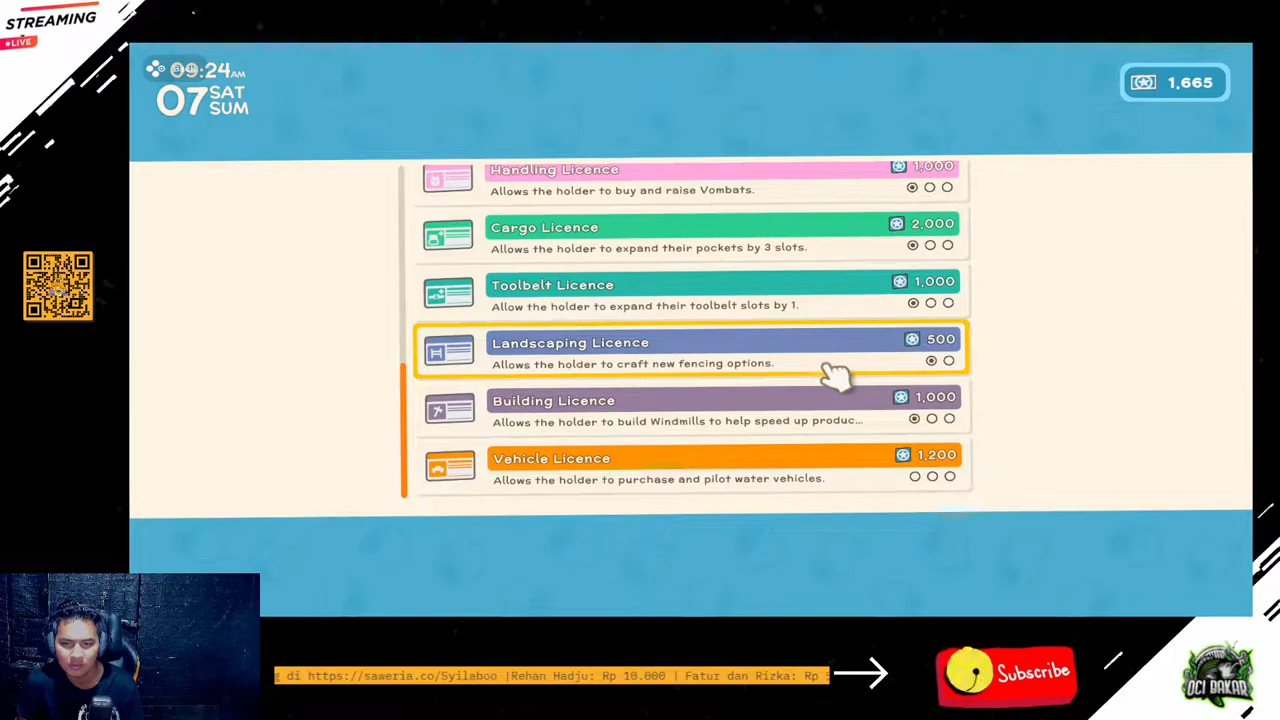 STREAMING
LIVE
09:24AM
07 SAT SUM
1,665
Handling Licence 1,000
Allows the holder to buy and raise Vombats.
Cargo Licence 2,000
Allows the holder to expand their pockets by 3 slots.
Toolbelt Licence 1,000
Allow the holder to expand their toolbelt slots by 1.
Landscaping Licence 500
Allows the holder to craft new fencing options.
Building Licence 1,000
Allows the holder to build Windmills to help speed up produc...
Vehicle Licence 1,200
Allows the holder to purchase and pilot water vehicles.
di https://saweria.co/Syilaboo |Rehan Hadju: Rp 10.000 | Fatur dan Rizka: Rp
Subscribe
OCI BAKAR